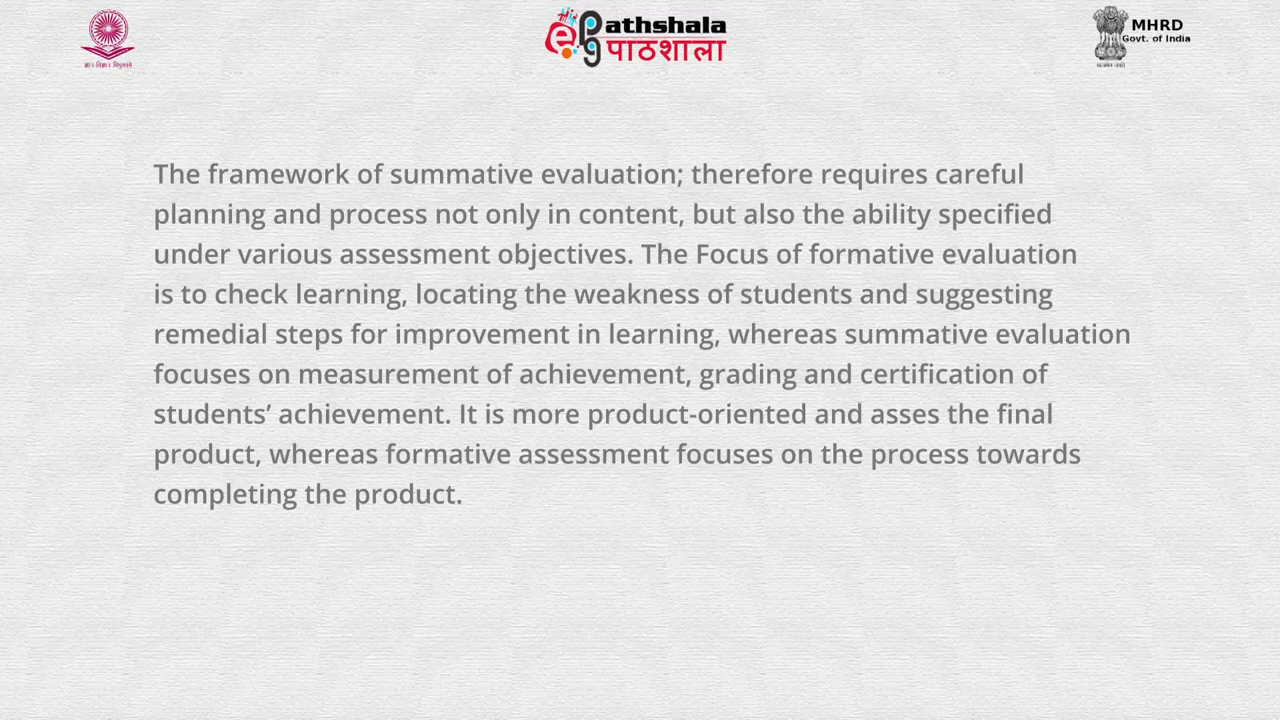 ePathshala
पाठशाला
MHRD
Govt. of India
The framework of summative evaluation; therefore requires careful
planning and process not only in content, but also the ability specified
under various assessment objectives. The Focus of formative evaluation
is to check learning, locating the weakness of students and suggesting
remedial steps for improvement in learning, whereas summative evaluation
focuses on measurement of achievement, grading and certification of
students’ achievement. It is more product-oriented and asses the final
product, whereas formative assessment focuses on the process towards
completing the product.